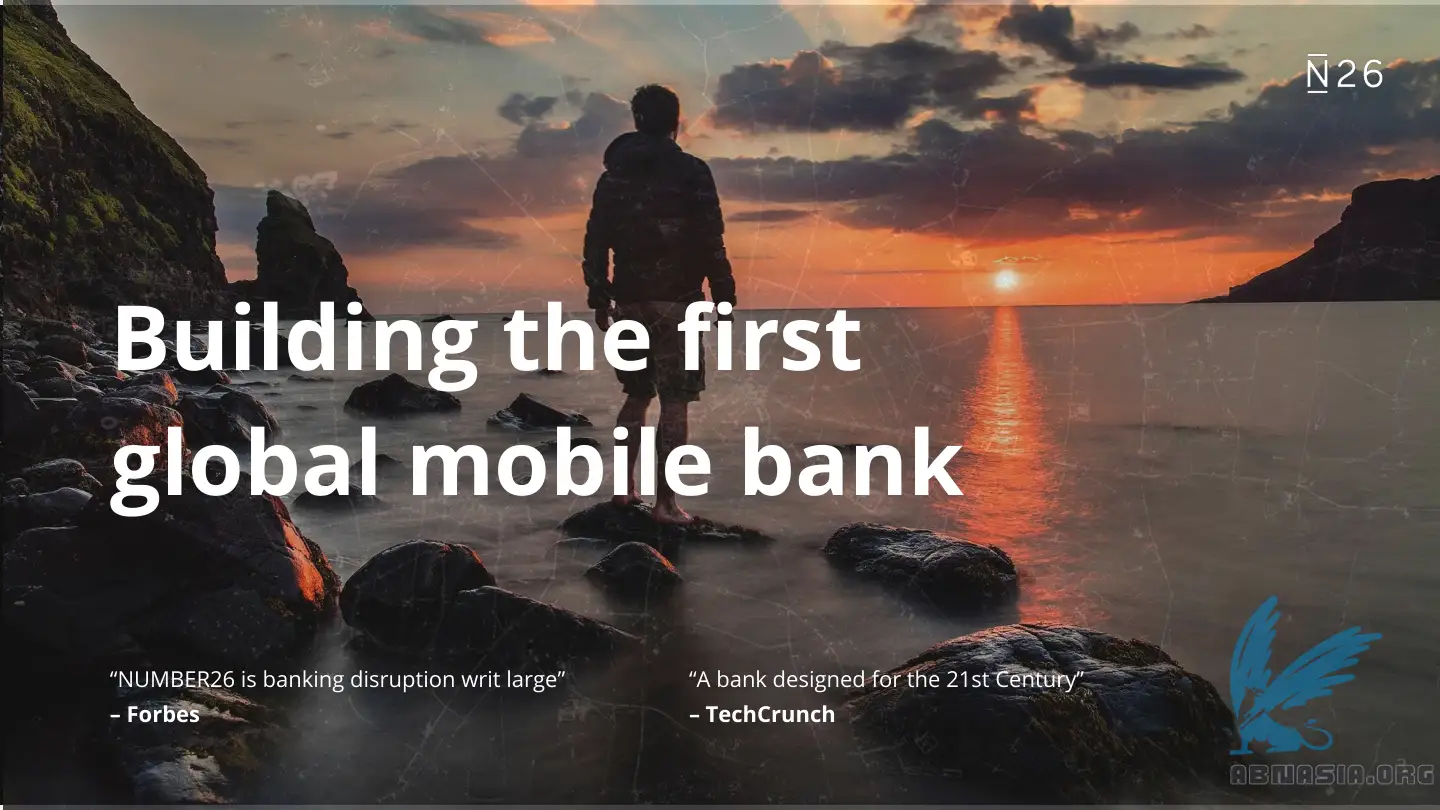 N26
Building the first
global mobile bank
“NUMBER26 is banking disruption writ large”
– Forbes
“A bank designed for the 21st Century”
– TechCrunch
ABNASIA.ORG